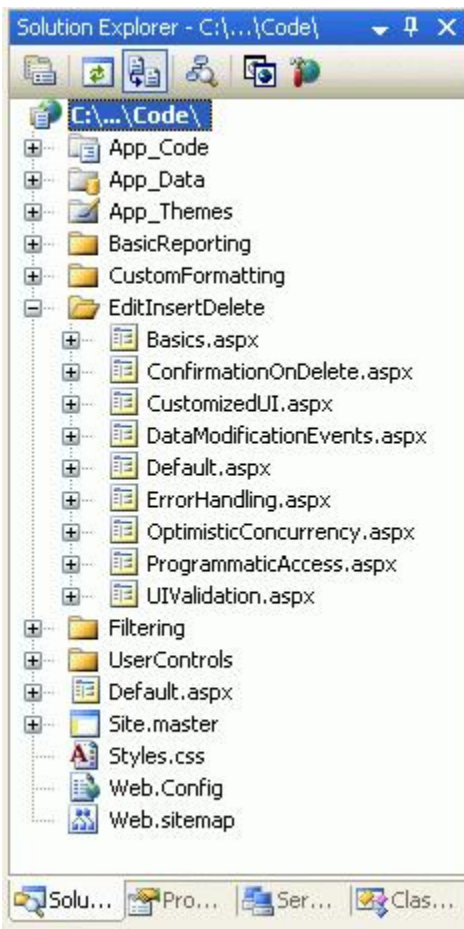 Solution Explorer - C:\...\Code\
C:\...\Code\
App_Code
App_Data
App_Themes
BasicReporting
CustomFormatting
EditInsertDelete
Basics.aspx
ConfirmationOnDelete.aspx
CustomizedUI.aspx
DataModificationEvents.aspx
Default.aspx
ErrorHandling.aspx
OptimisticConcurrency.aspx
ProgrammaticAccess.aspx
UIValidation.aspx
Filtering
UserControls
Default.aspx
Site.master
Styles.css
Web.Config
Web.sitemap
Solu... Pro... Ser... Clas...